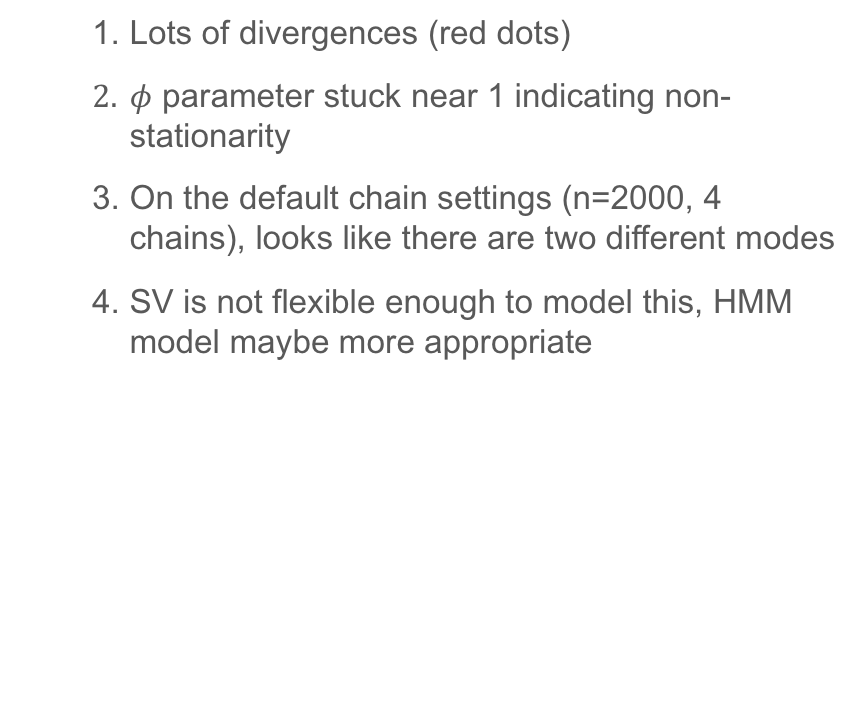 1. Lots of divergences (red dots)
2. ϕ parameter stuck near 1 indicating non-
stationarity
3. On the default chain settings (n=2000, 4
chains), looks like there are two different modes
4. SV is not flexible enough to model this, HMM
model maybe more appropriate